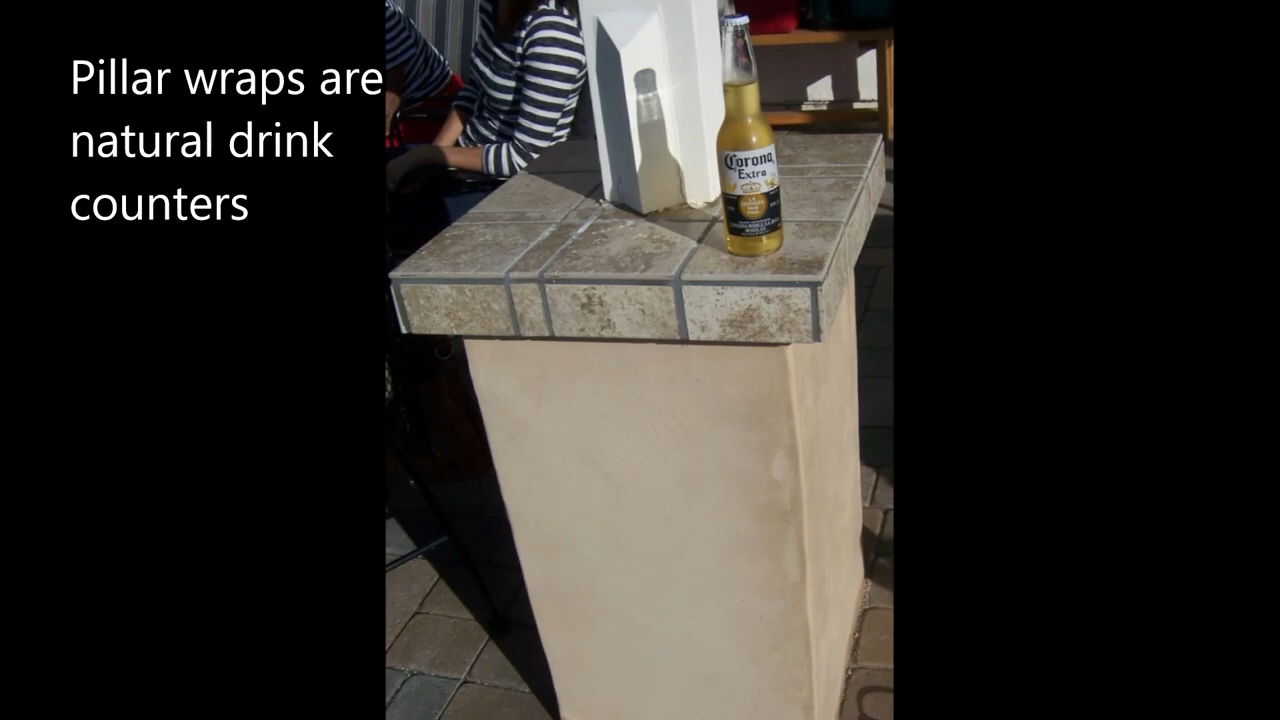 Pillar wraps are
natural drink
counters
Corona
Extra